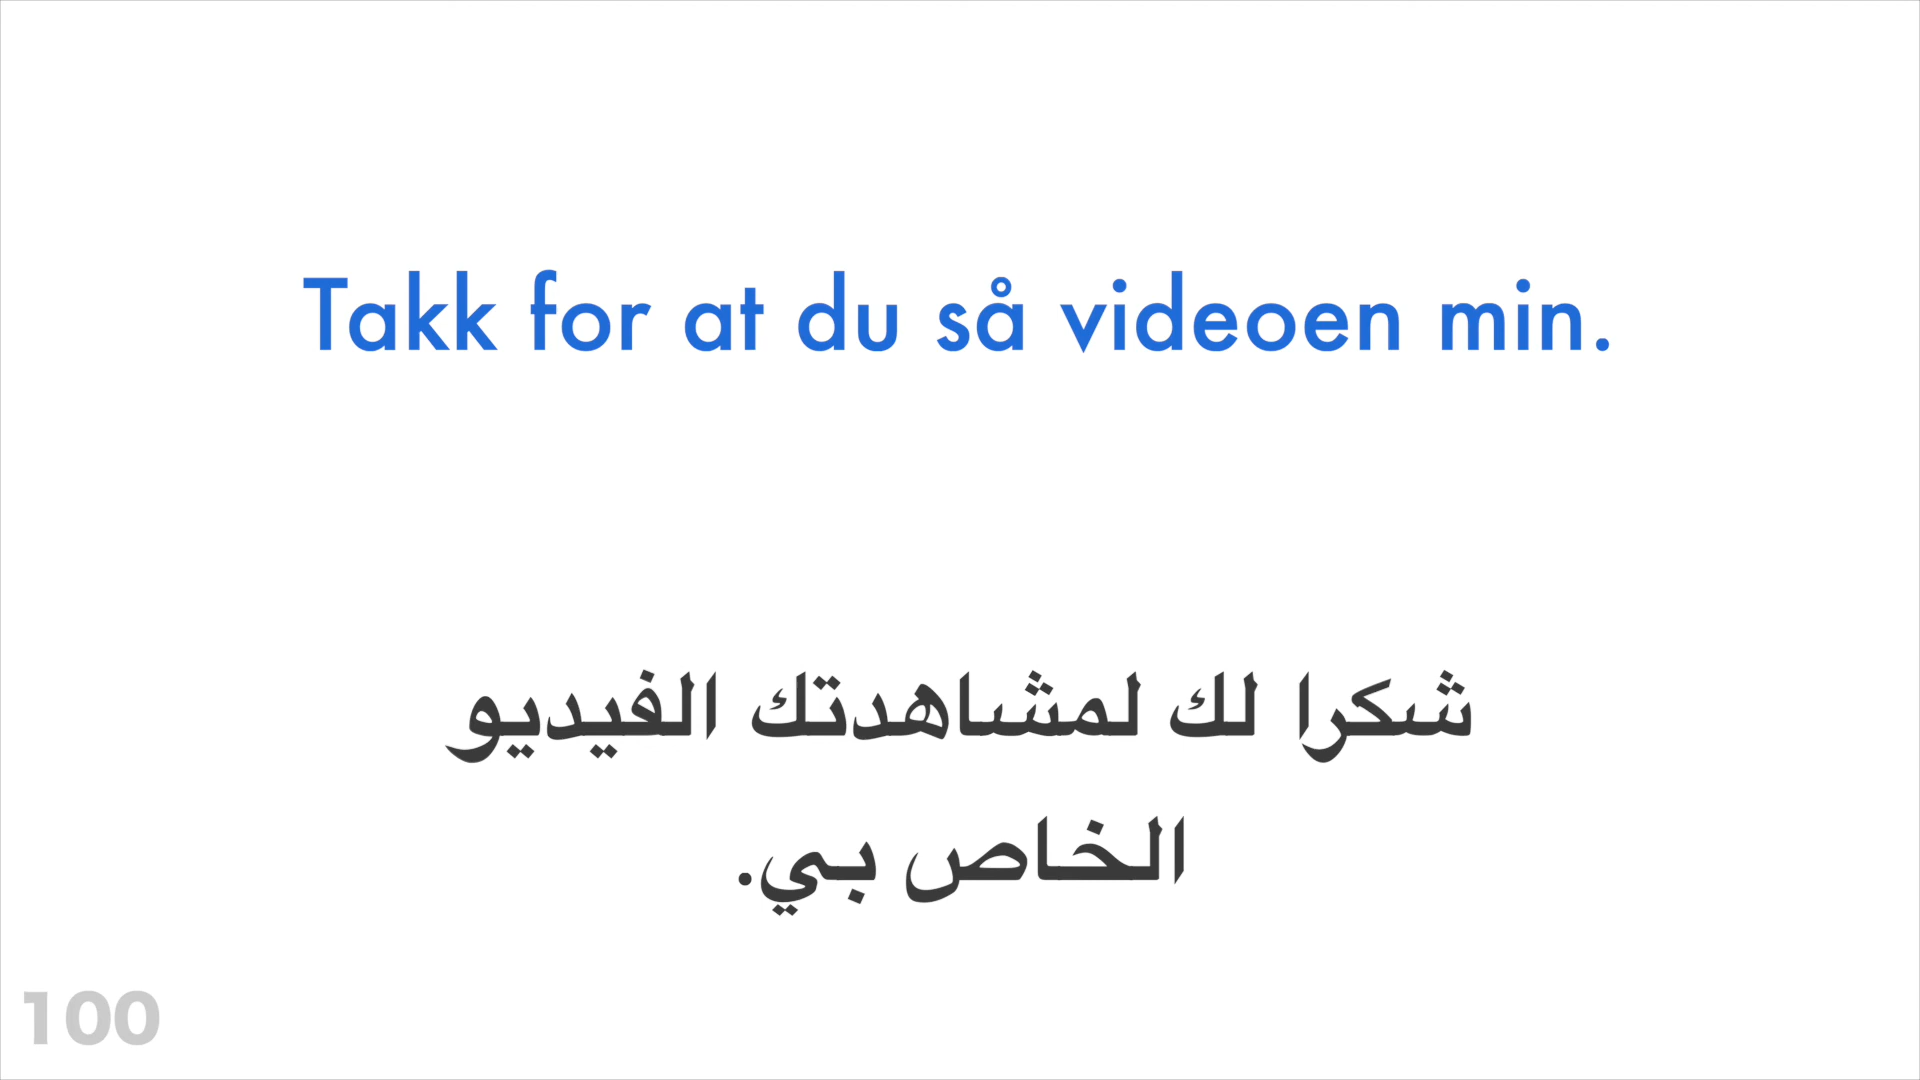 Takk for at du så videoen min.
شكرا لك لمشاهدتك الفيديو
الخاص بي.
100